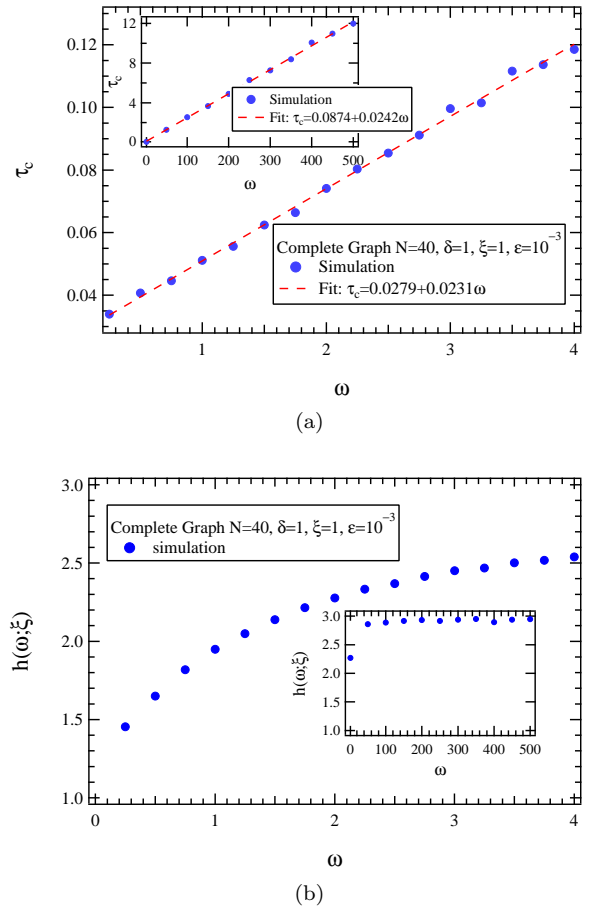 0.12
0.10
0.08
0.06
0.04
τc
1
2
3
4
ω
12
8
4
0
τc
0
100
200
300
400
500
ω
Simulation
Fit: τc=0.0874+0.0242ω
Complete Graph N=40, δ=1, ξ=1, ε=10⁻³
Simulation
Fit: τc=0.0279+0.0231ω
(a)
3.0
2.5
2.0
1.5
1.0
h(ω;ξ)
0
1
2
3
4
ω
Complete Graph N=40, δ=1, ξ=1, ε=10⁻³
simulation
3.0
2.5
2.0
1.5
1.0
h(ω;ξ)
0
100
200
300
400
500
ω
(b)